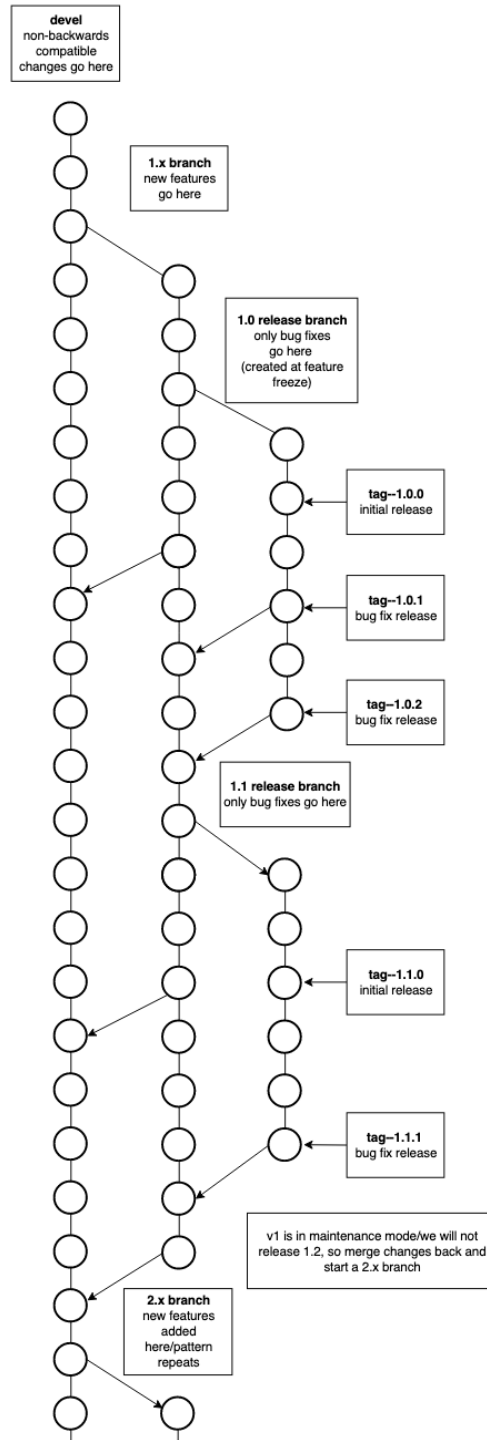 devel
non-backwards
compatible
changes go here
1.x branch
new features
go here
1.0 release branch
only bug fixes
go here
(created at feature
freeze)
tag--1.0.0
initial release
tag--1.0.1
bug fix release
tag--1.0.2
bug fix release
1.1 release branch
only bug fixes go here
tag--1.1.0
initial release
tag--1.1.1
bug fix release
v1 is in maintenance mode/we will not
release 1.2, so merge changes back and
start a 2.x branch
2.x branch
new features
added
here/pattern
repeats